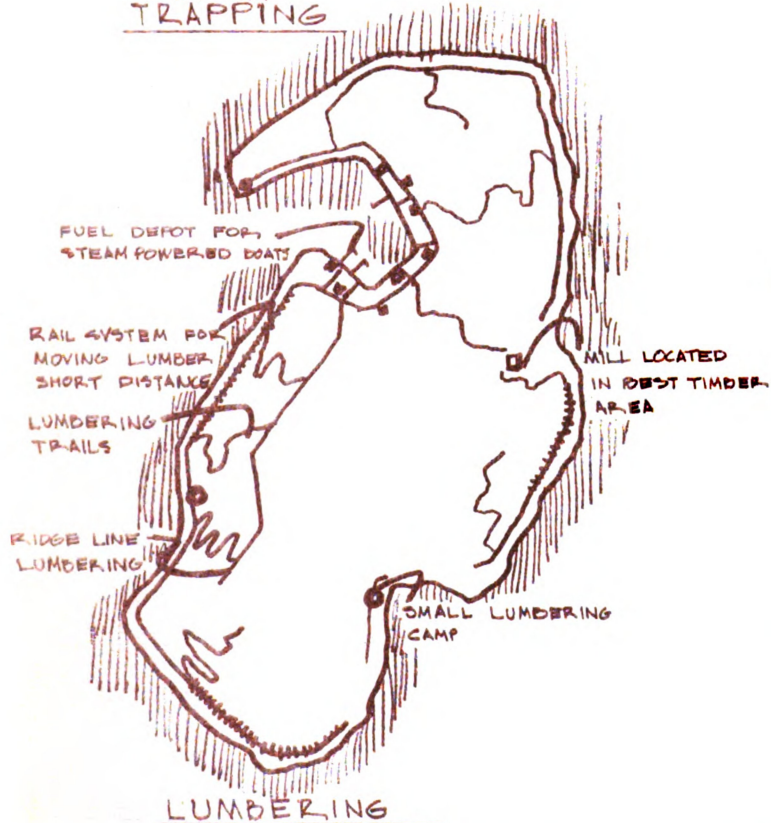 TRAPPING
FUEL DEPOT FOR
STEAM POWERED BOATS
RAIL SYSTEM FOR
MOVING LUMBER
SHORT DISTANCE
LUMBERING
TRAILS
RIDGE LINE
LUMBERING
MILL LOCATED
IN BEST TIMBER
AREA
SMALL LUMBERING
CAMP
LUMBERING